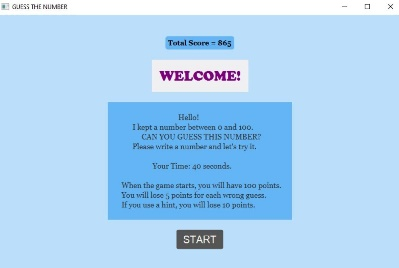 GUESS THE NUMBER
Total Score = 865
WELCOME!
Hello!
I kept a number between 0 and 100.
CAN YOU GUESS THIS NUMBER?
Please write a number and let's try it.
Your Time: 40 seconds.
When the game starts, you will have 100 points.
You will lose 5 points for each wrong guess.
If you use a hint, you will lose 10 points.
START